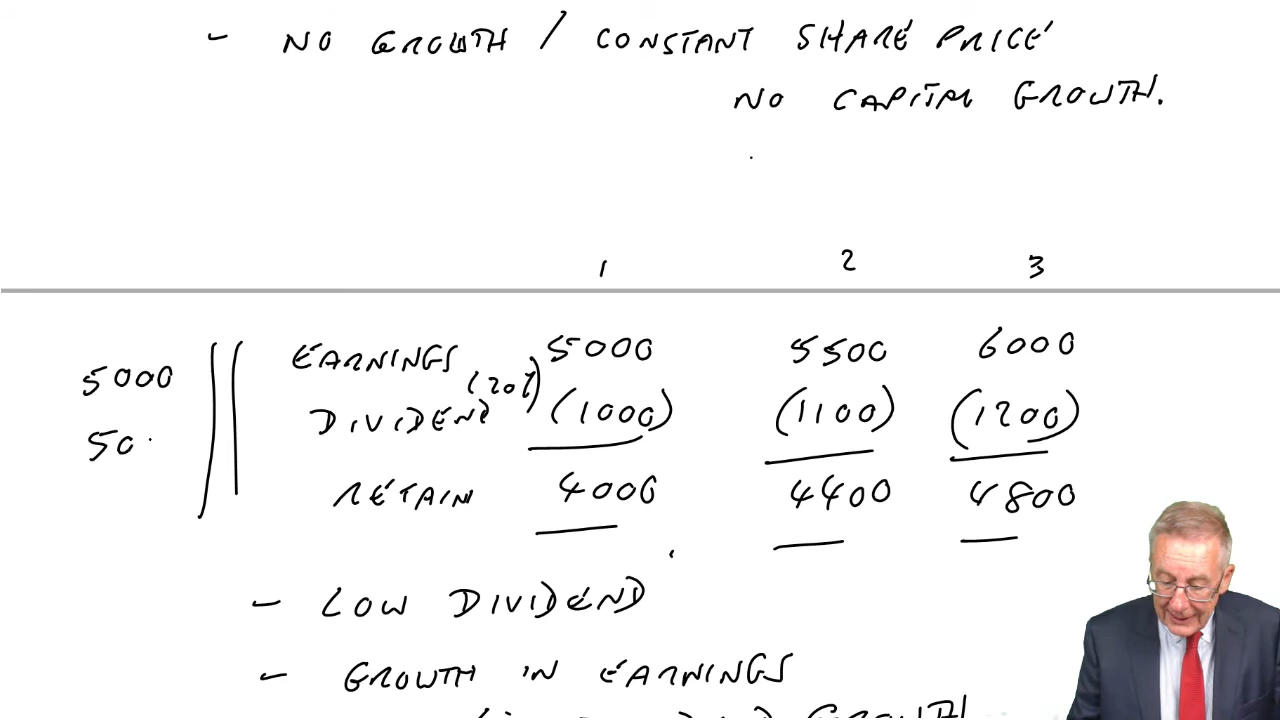 - NO GROWTH / CONSTANT SHARE PRICE
NO CAPITAL GROWTH.
1 2 3
5000 EARNINGS 5000 5500 6000
50 DIVIDEND (20%) (1000) (1100) (1200)
RETAIN 4000 4400 4800
- LOW DIVIDEND
- GROWTH IN EARNINGS
GROWTH